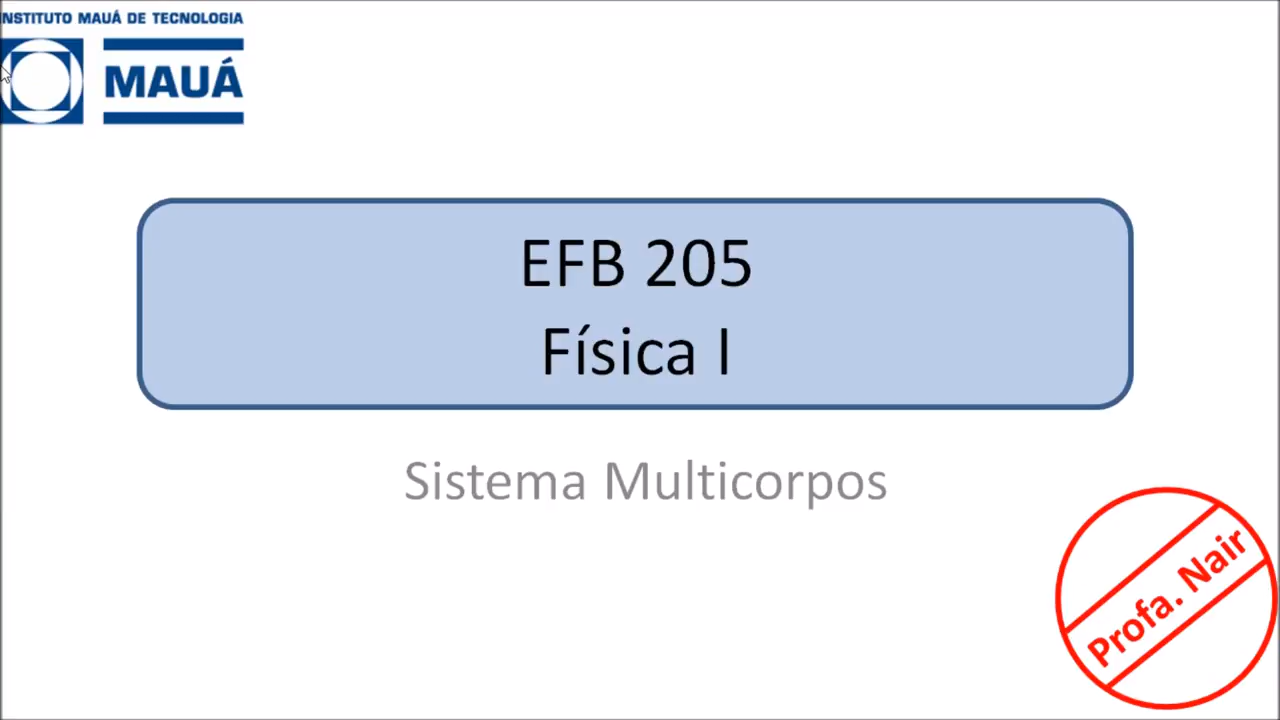 INSTITUTO MAUÁ DE TECNOLOGIA
MAUÁ
EFB 205
Física I
Sistema Multicorpos
Profa. Nair